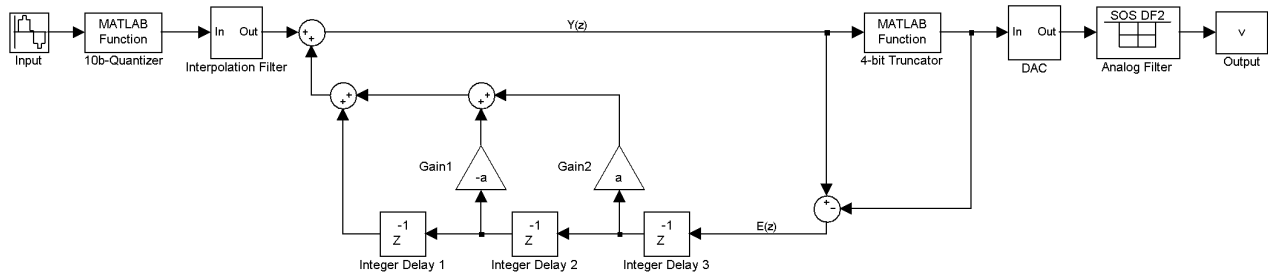 MATLAB
Function
In Out
Y(z)
MATLAB
Function
In Out
SOS DF2
v
Input
10b-Quantizer
Interpolation Filter
4-bit Truncator
DAC
Analog Filter
Output
Gain1
-a
Gain2
a
-1
Z
-1
Z
-1
Z
E(z)
Integer Delay 1
Integer Delay 2
Integer Delay 3